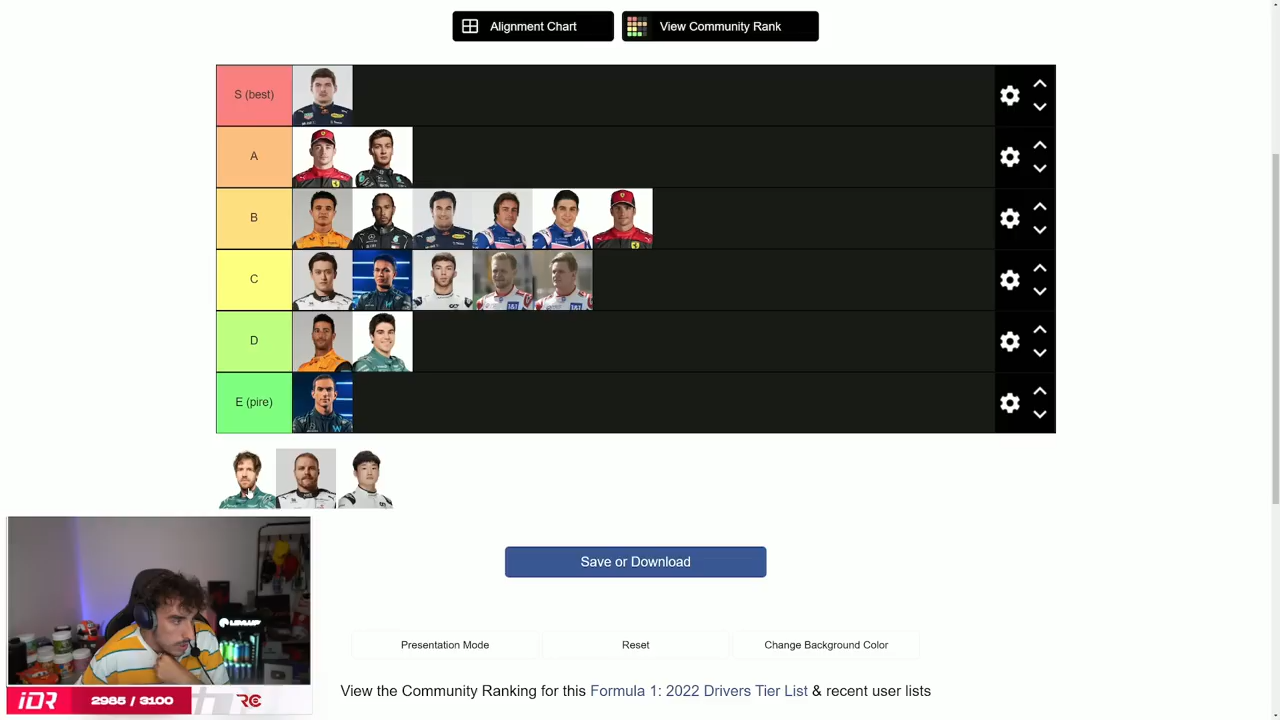 Alignment Chart
View Community Rank
S (best)
A
B
C
D
E (pire)
Save or Download
Presentation Mode
Reset
Change Background Color
View the Community Ranking for this Formula 1: 2022 Drivers Tier List & recent user lists
iDR
2985 / 3100